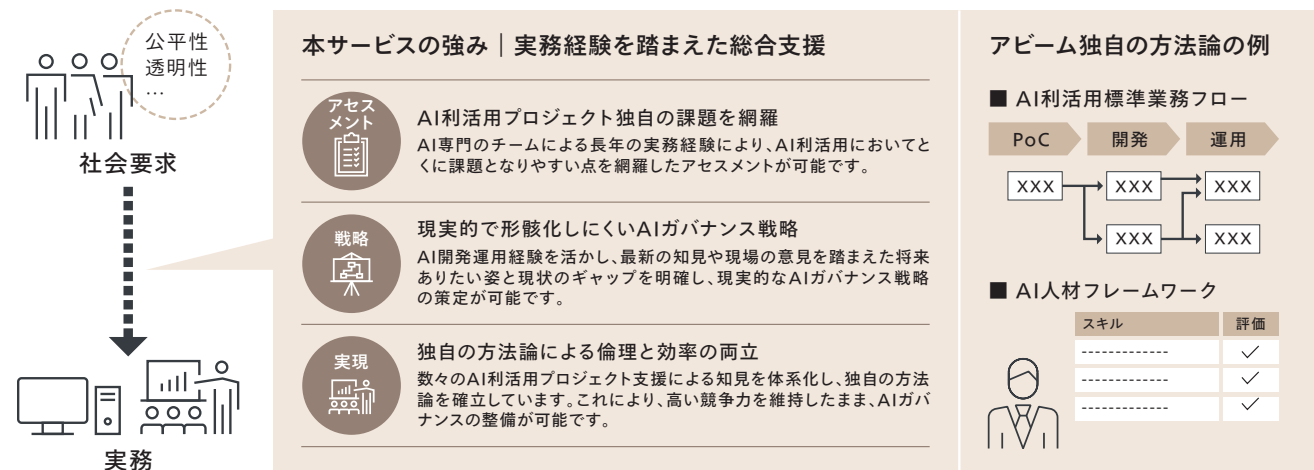 公平性
透明性
…
社会要求
実務
本サービスの強み｜実務経験を踏まえた総合支援
アセス
メント
AI利活用プロジェクト独自の課題を網羅
AI専門のチームによる長年の実務経験により、AI利活用においてと
くに課題となりやすい点を網羅したアセスメントが可能です。
戦略
現実的で形骸化しにくいAIガバナンス戦略
AI開発運用経験を活かし、最新の知見や現場の意見を踏まえた将来
ありたい姿と現状のギャップを明確し、現実的なAIガバナンス戦略
の策定が可能です。
実現
独自の方法論による倫理と効率の両立
数々のAI利活用プロジェクト支援による知見を体系化し、独自の方法
論を確立しています。これにより、高い競争力を維持したまま、AIガバ
ナンスの整備が可能です。
アビーム独自の方法論の例
■ AI利活用標準業務フロー
PoC 開発 運用
XXX XXX XXX
XXX XXX
■ AI人材フレームワーク
スキル 評価
------------- ✓
------------- ✓
------------- ✓